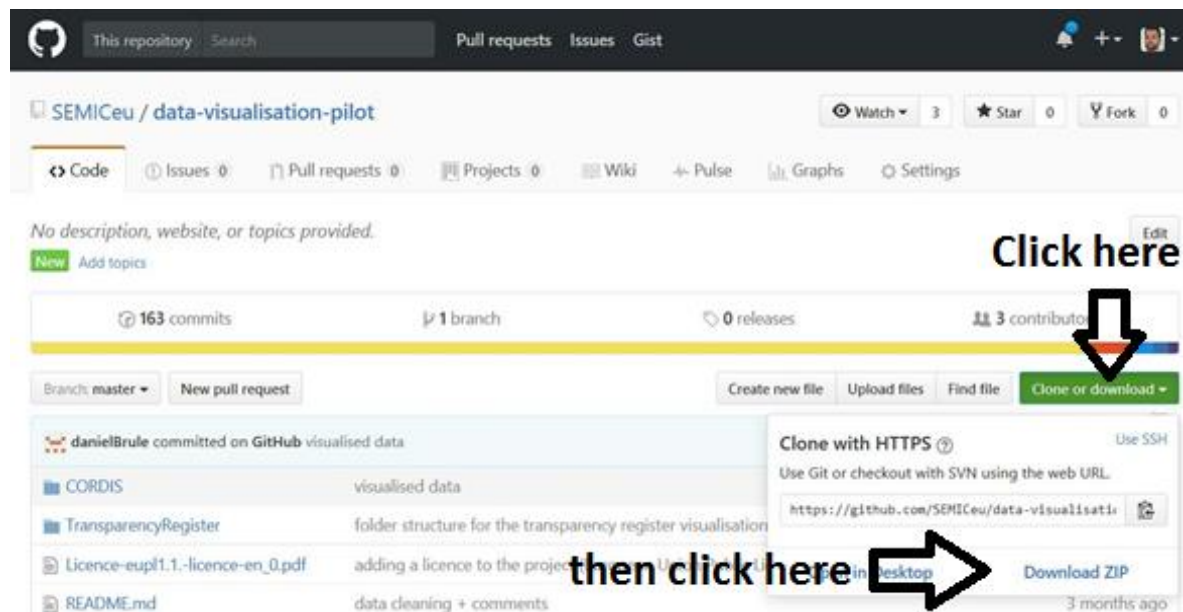 This repository Search Pull requests Issues Gist
SEMICeu / data-visualisation-pilot
Watch 3 Star 0 Fork 0
Code Issues 0 Pull requests 0 Projects 0 Wiki Pulse Graphs Settings
No description, website, or topics provided.
Edit
New Add topics
Click here
163 commits 1 branch 0 releases 3 contributo
Branch: master New pull request Create new file Upload files Find file Clone or download
danielBrule committed on GitHub visualised data
Clone with HTTPS Use SSH
Use Git or checkout with SVN using the web URL.
https://github.com/SEMICeu/data-visualisati
CORDIS visualised data
TransparencyRegister folder structure for the transparency register visualisation
Licence-eupl1.1.-licence-en_0.pdf adding a licence to the proje
then click here
in Desktop Download ZIP
README.md data cleaning + comments 3 months ago